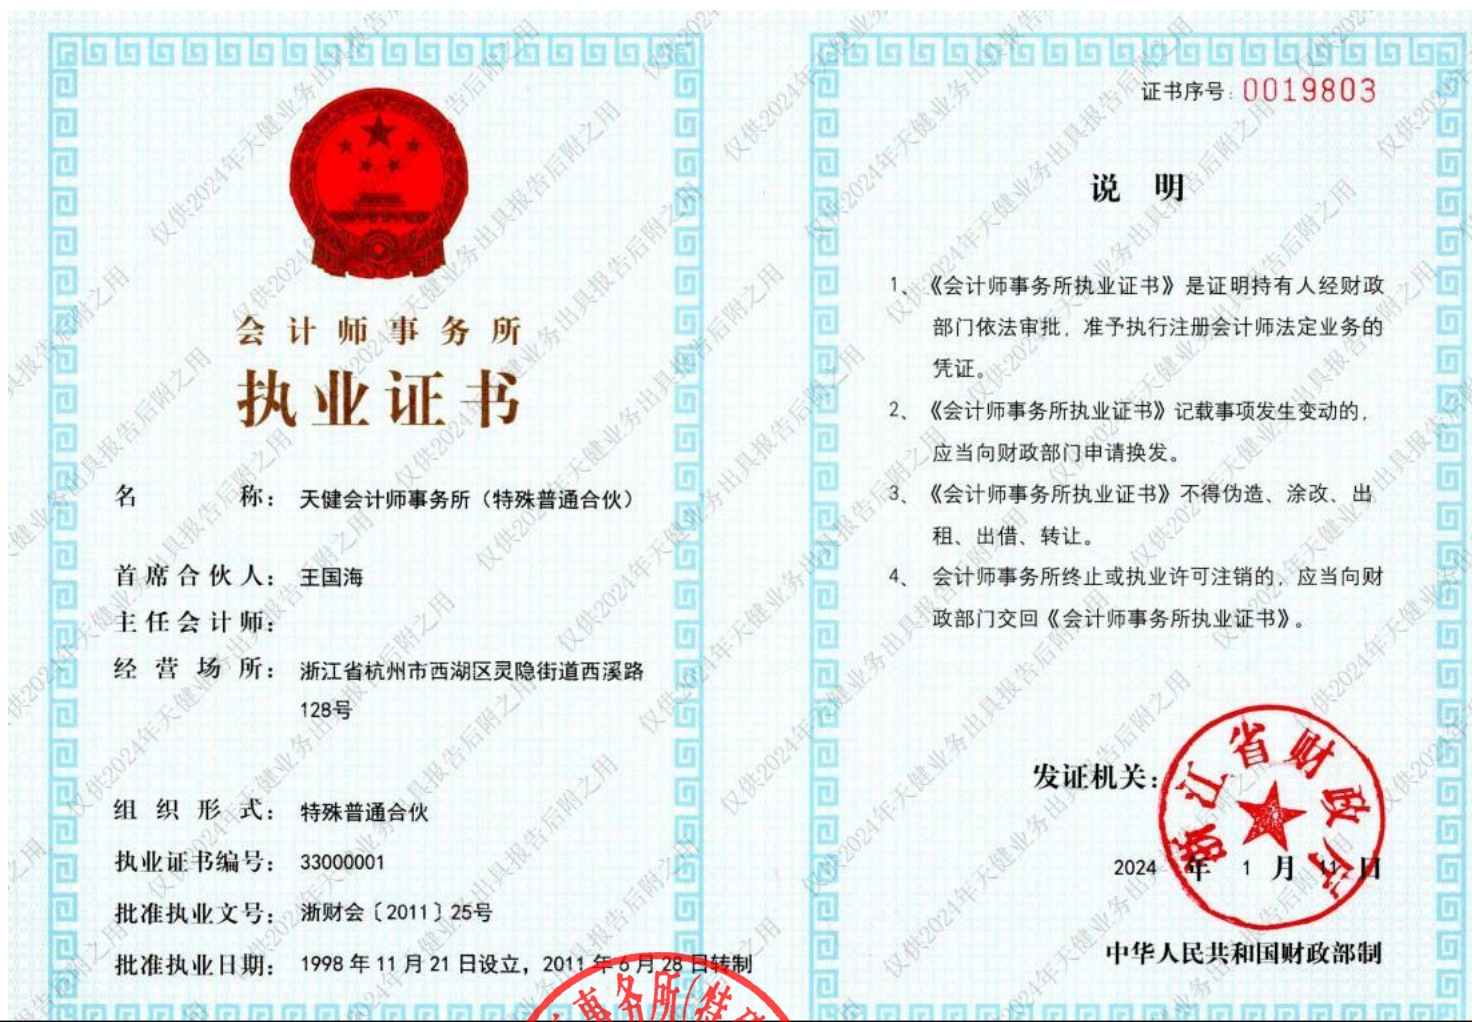 会计师事务所
执业证书
名 称：天健会计师事务所（特殊普通合伙）
首席合伙人：王国海
主任会计师：
经营场所：浙江省杭州市西湖区灵隐街道西溪路
128号
组织形式：特殊普通合伙
执业证书编号：33000001
批准执业文号：浙财会〔2011〕25号
批准执业日期：1998年11月21日设立，2011年6月28日转制
事务所(特殊
证书序号：0019803
说 明
1、《会计师事务所执业证书》是证明持有人经财政
部门依法审批，准予执行注册会计师法定业务的
凭证。
2、《会计师事务所执业证书》记载事项发生变动的，
应当向财政部门申请换发。
3、《会计师事务所执业证书》不得伪造、涂改、出
租、出借、转让。
4、会计师事务所终止或执业许可注销的，应当向财
政部门交回《会计师事务所执业证书》。
发证机关：
浙江省财政厅
2024年1月11日
中华人民共和国财政部制
仅供2024年天健业务出具报告后附之用